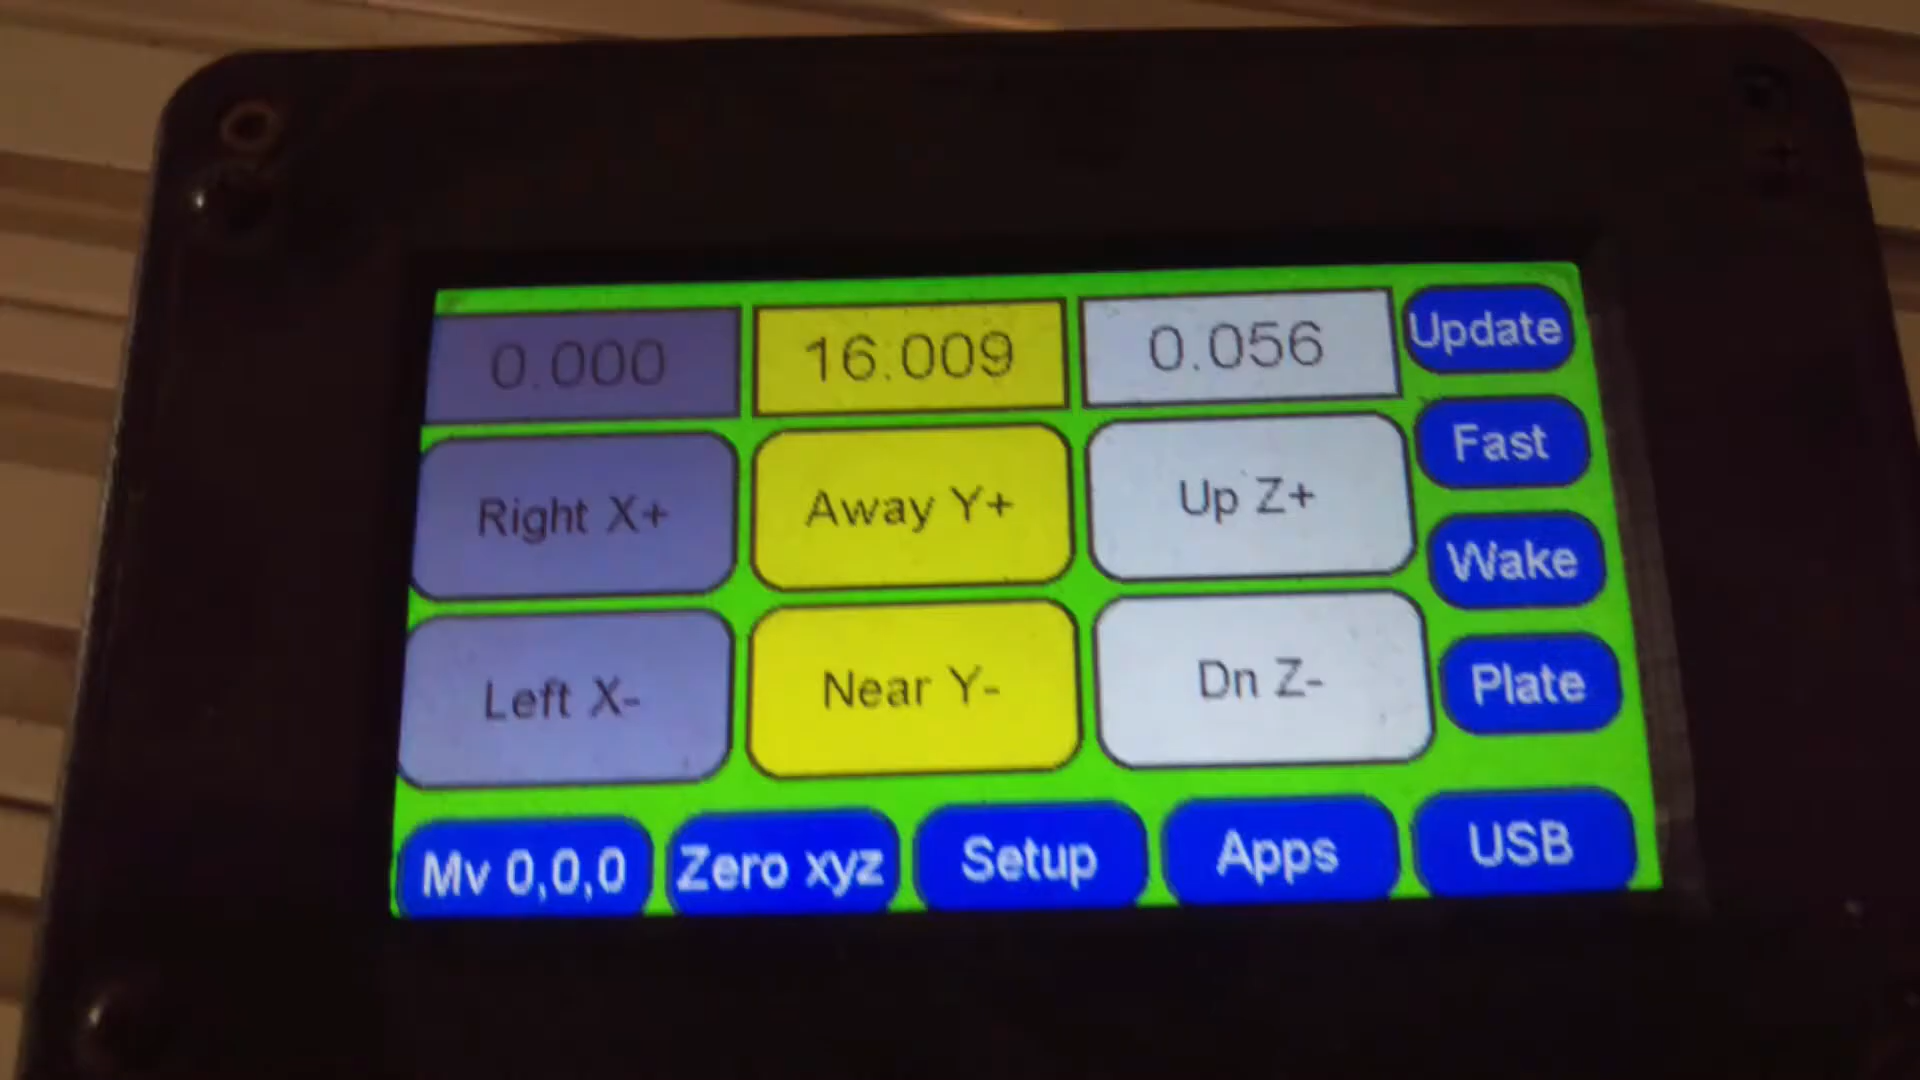 0.000 16.009 0.056 Update
Fast
Right X+ Away Y+ Up Z+
Wake
Left X- Near Y- Dn Z- Plate
Mv 0,0,0 Zero xyz Setup Apps USB